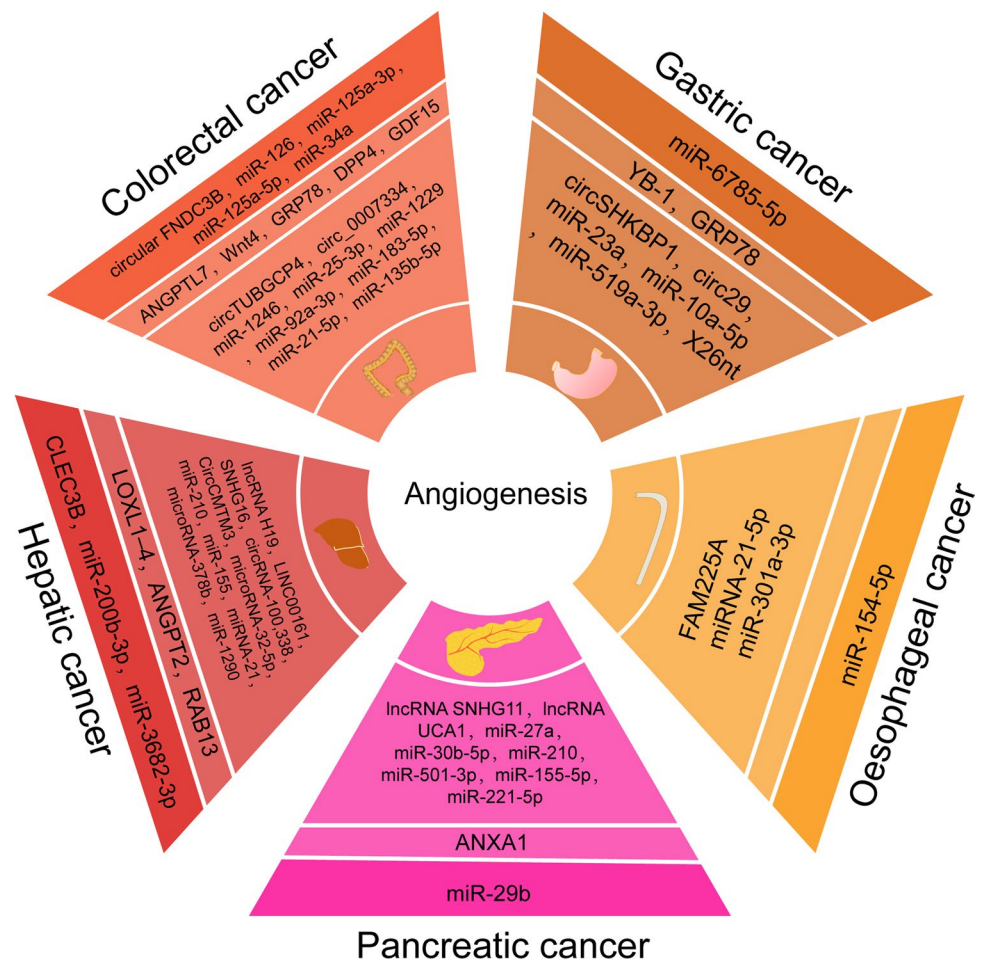 Colorectal cancer
circular FNDC3B, miR-126, miR-125a-3p,
miR-125a-5p, miR-34a
ANGPTL7, Wnt4, GRP78, DPP4, GDF15
circTUBGCP4, circ_0007334,
miR-1246, miR-25-3p, miR-1229
, miR-92a-3p, miR-183-5p,
miR-21-5p, miR-135b-5p
Gastric cancer
miR-6785-5p
YB-1, GRP78
circSHKBP1, circ29,
miR-23a, miR-10a-5p
, miR-519a-3p, X26nt
Angiogenesis
Hepatic cancer
CLEC3B, miR-200b-3p, miR-3682-3p
LOXL1-4, ANGPT2, RAB13
lncRNA H19, LINC00161,
SNHG16, circRNA-100,338,
CircCMTM3, microRNA-32-5p,
miR-210, miR-155, miRNA-21,
microRNA-378b, miR-1290
Oesophageal cancer
miR-154-5p
FAM225A
miRNA-21-5p
miR-301a-3p
lncRNA SNHG11, lncRNA
UCA1, miR-27a,
miR-30b-5p, miR-210,
miR-501-3p, miR-155-5p,
miR-221-5p
ANXA1
miR-29b
Pancreatic cancer